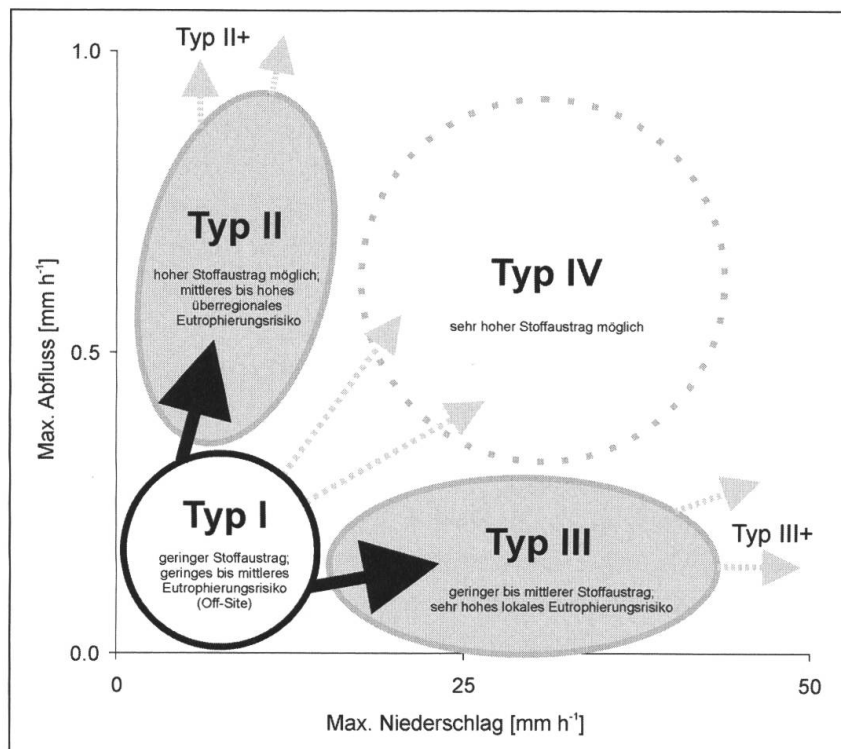 Typ II+
1.0
Typ II
hoher Stoffaustrag möglich;
mittleres bis hohes
überregionales
Eutrophierungsrisiko
Typ IV
sehr hoher Stoffaustrag möglich
Max. Abfluss [mm h⁻¹]
0.5
Typ I
geringer Stoffaustrag;
geringes bis mittleres
Eutrophierungsrisiko
(Off-Site)
Typ III
geringer bis mittlerer Stoffaustrag;
sehr hohes lokales Eutrophierungsrisiko
Typ III+
0.0
0
25
50
Max. Niederschlag [mm h⁻¹]